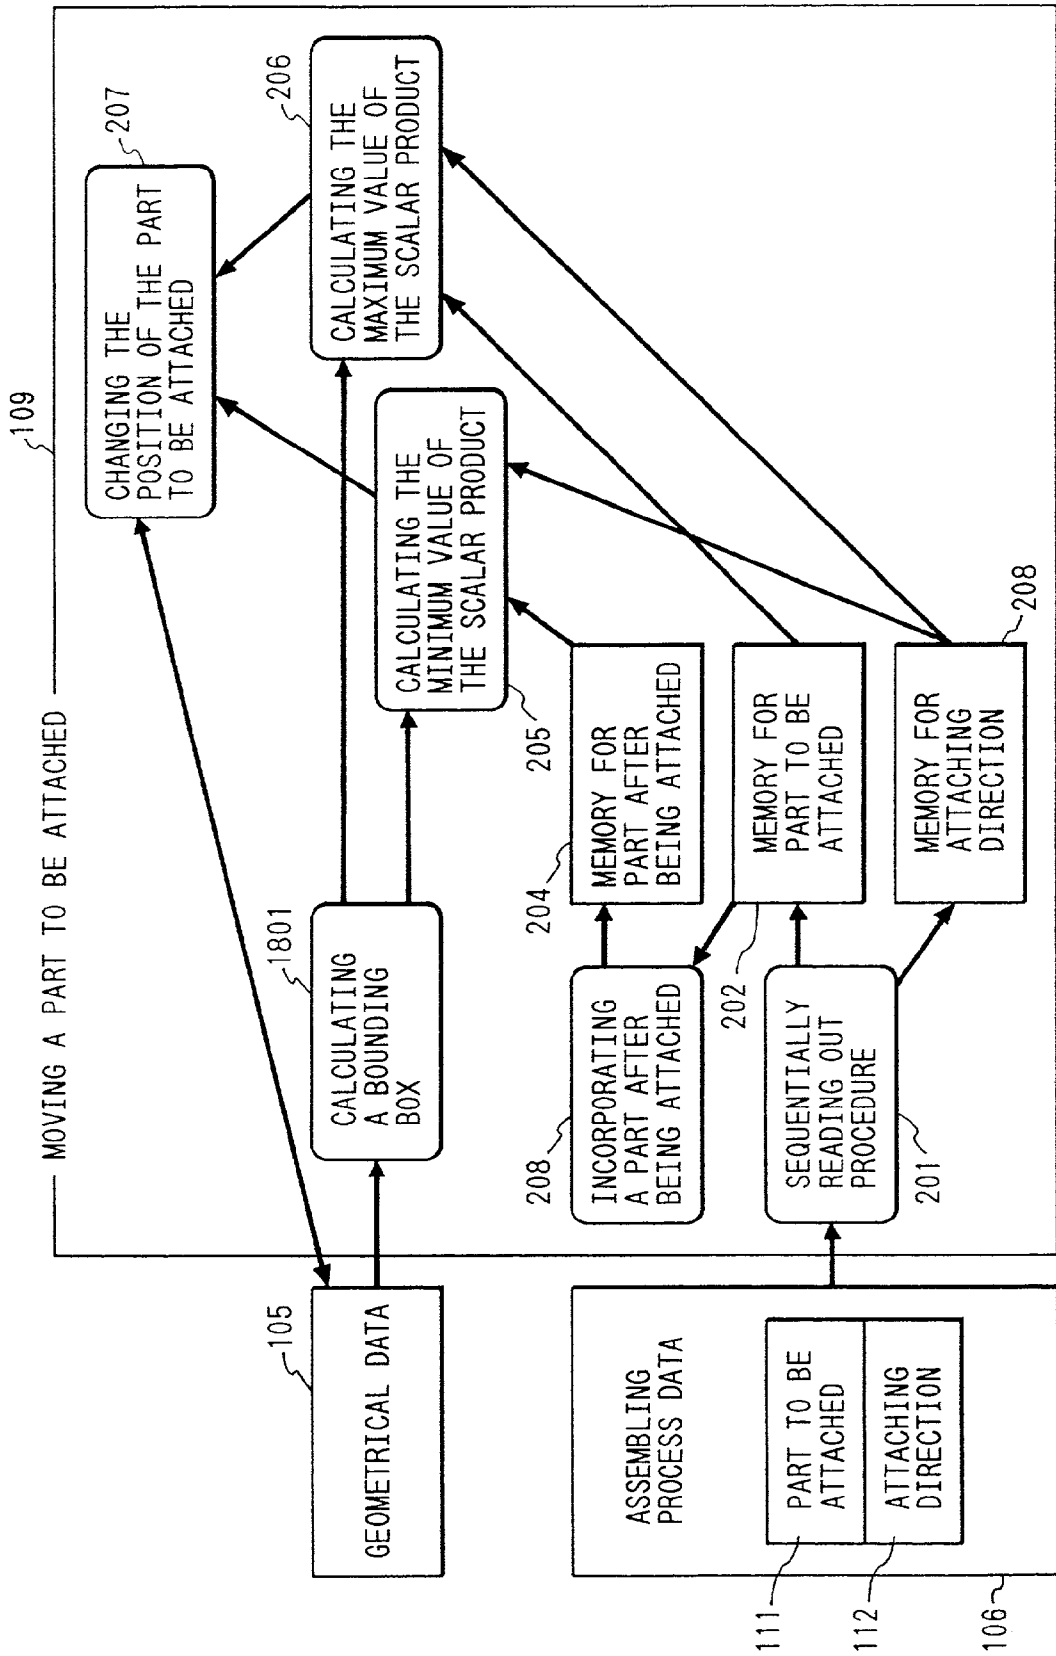 MOVING A PART TO BE ATTACHED
109
105
GEOMETRICAL DATA
1801
CALCULATING
A BOUNDING
BOX
CHANGING THE
POSITION OF THE PART
TO BE ATTACHED
207
CALCULATING THE
MAXIMUM VALUE OF
THE SCALAR PRODUCT
206
CALCULATING THE
MINIMUM VALUE OF
THE SCALAR PRODUCT
205
208
INCORPORATING
A PART AFTER
BEING ATTACHED
204
MEMORY FOR
PART AFTER
BEING ATTACHED
SEQUENTIALLY
READING OUT
PROCEDURE
201
202
MEMORY FOR
PART TO BE
ATTACHED
MEMORY FOR
ATTACHING
DIRECTION
208
ASSEMBLING
PROCESS DATA
PART TO BE
ATTACHED
ATTACHING
DIRECTION
111
112
106